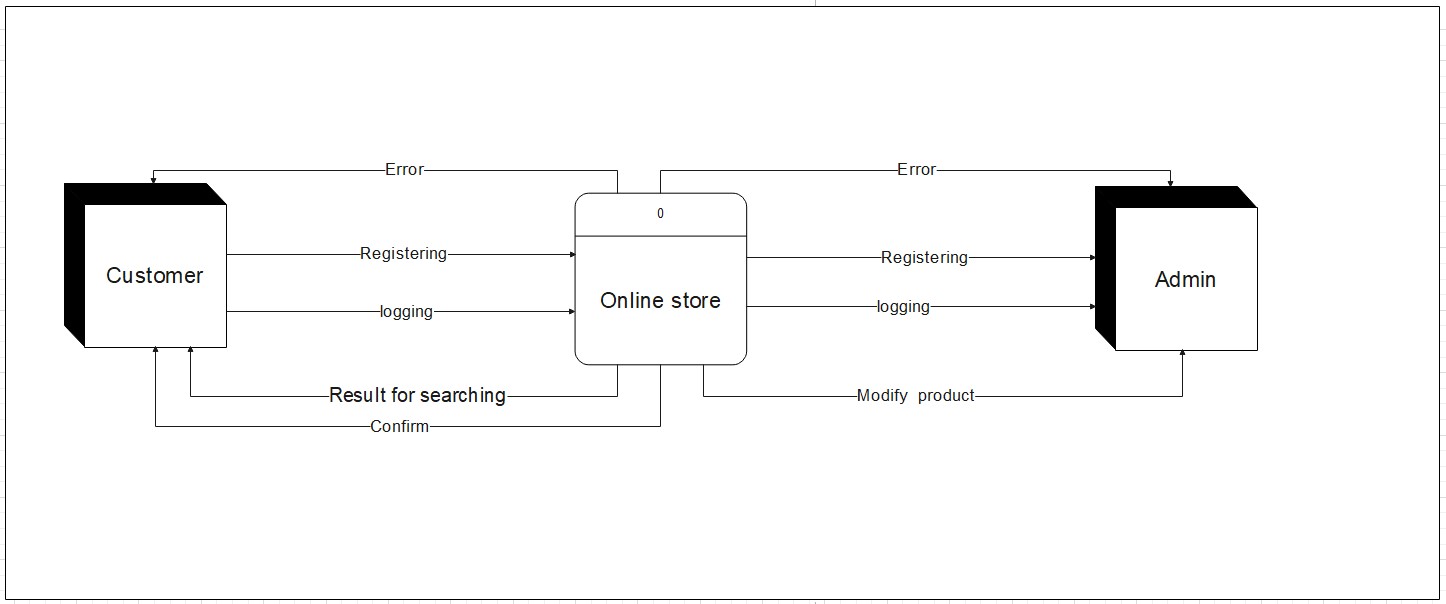 Error
Error
0
Registering
Registering
Customer
Admin
Online store
logging
logging
Result for searching
Modify product
Confirm